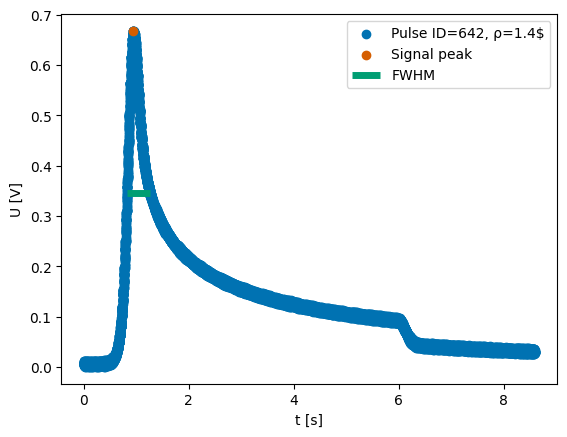 0.7
0.6
0.5
0.4
0.3
0.2
0.1
0.0
U [V]
Pulse ID=642, ρ=1.4$
Signal peak
FWHM
0 2 4 6 8
t [s]